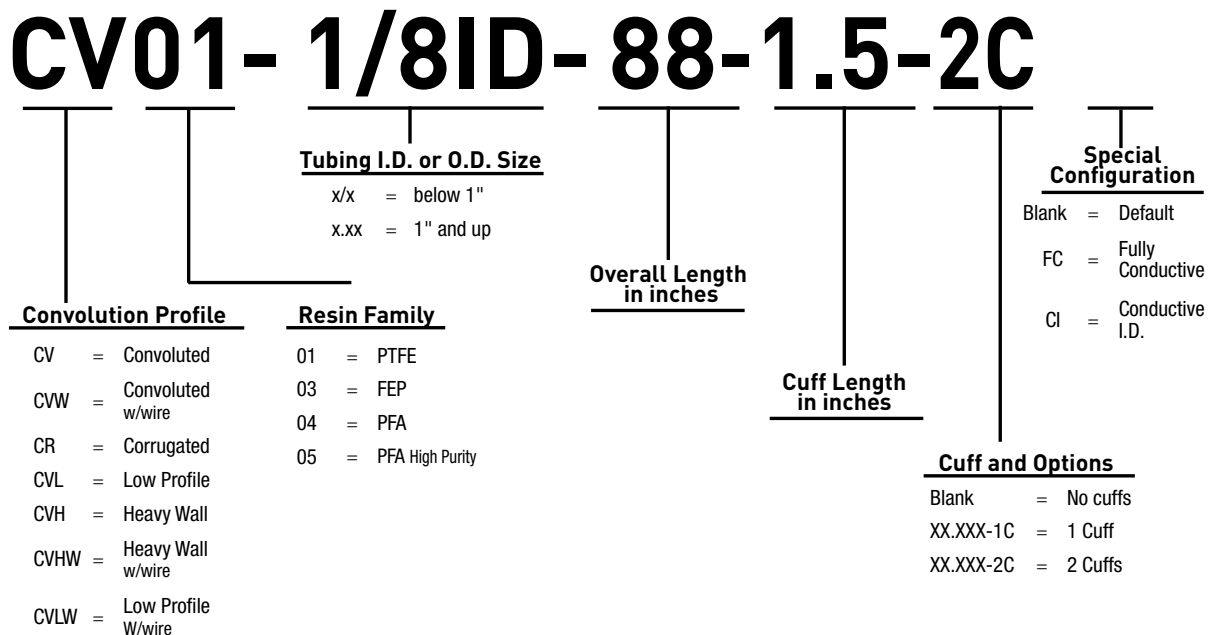 CV01- 1/8ID- 88-1.5-2C
Tubing I.D. or O.D. Size
x/x = below 1"
x.xx = 1" and up
Special
Configuration
Blank = Default
FC = Fully
Conductive
CI = Conductive
I.D.
Overall Length
in inches
Convolution Profile
CV = Convoluted
CVW = Convoluted
w/wire
CR = Corrugated
CVL = Low Profile
CVH = Heavy Wall
CVHW = Heavy Wall
w/wire
CVLW = Low Profile
W/wire
Resin Family
01 = PTFE
03 = FEP
04 = PFA
05 = PFA High Purity
Cuff Length
in inches
Cuff and Options
Blank = No cuffs
XX.XXX-1C = 1 Cuff
XX.XXX-2C = 2 Cuffs